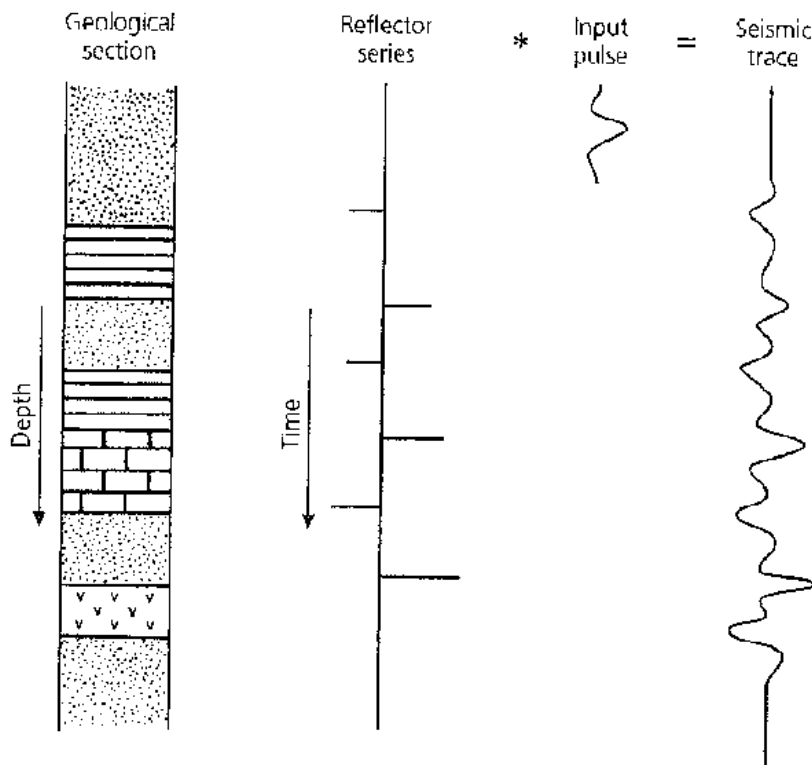 Geological
section
Reflector
series
*
Input
pulse
=
Seismic
trace
Depth
Time